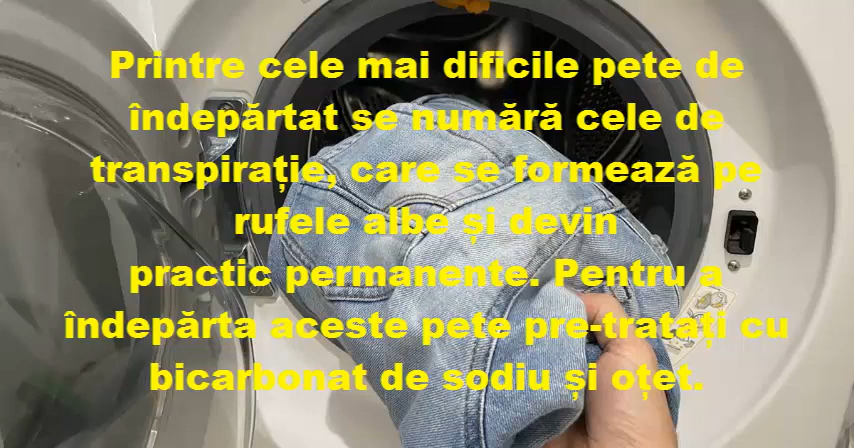 Printre cele mai dificile pete de
îndepărtat se numără cele de
transpirație, care se formează pe
rufele albe și devin
practic permanente. Pentru a
îndepărta aceste pete pre-tratați cu
bicarbonat de sodiu și oțet.